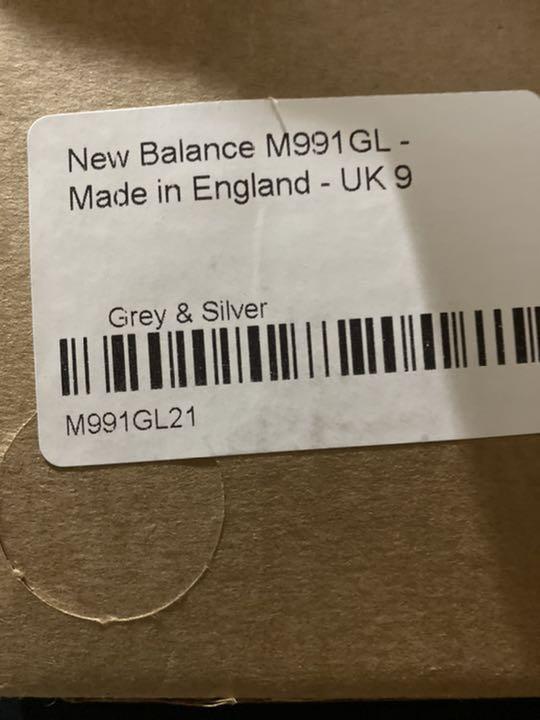 New Balance M991GL -
Made in England - UK 9
Grey & Silver
M991GL21